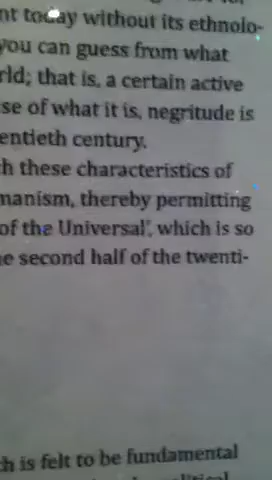 nt today without its ethnolo-
you can guess from what
rld; that is, a certain active
se of what it is, negritude is
entieth century.
h these characteristics of
manism, thereby permitting
of the Universal', which is so
e second half of the twenti-
h is felt to be fundamental